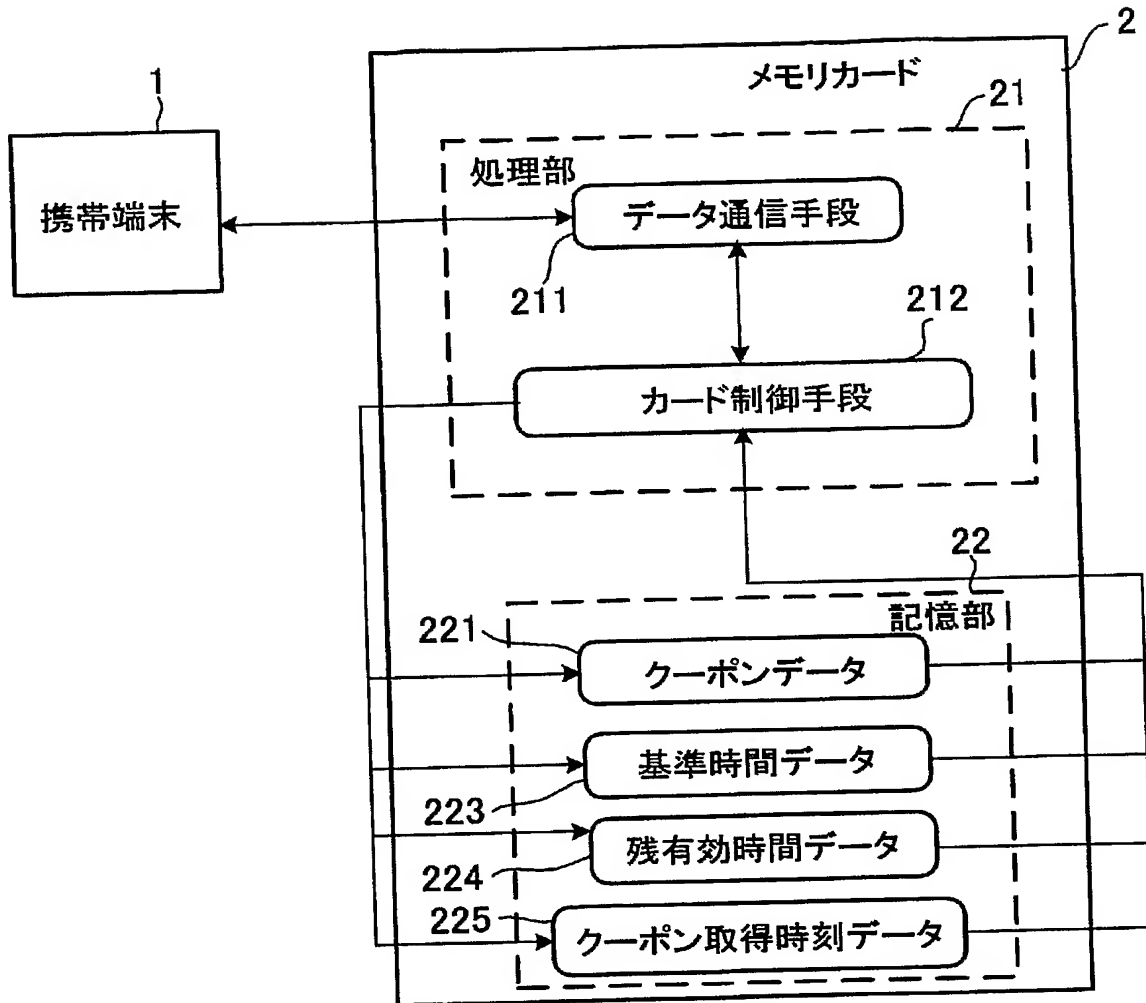 2
メモリカード
1
21
処理部
携帯端末
データ通信手段
211
212
カード制御手段
22
記憶部
221
クーポンデータ
基準時間データ
223
残有効時間データ
224
225
クーポン取得時刻データ